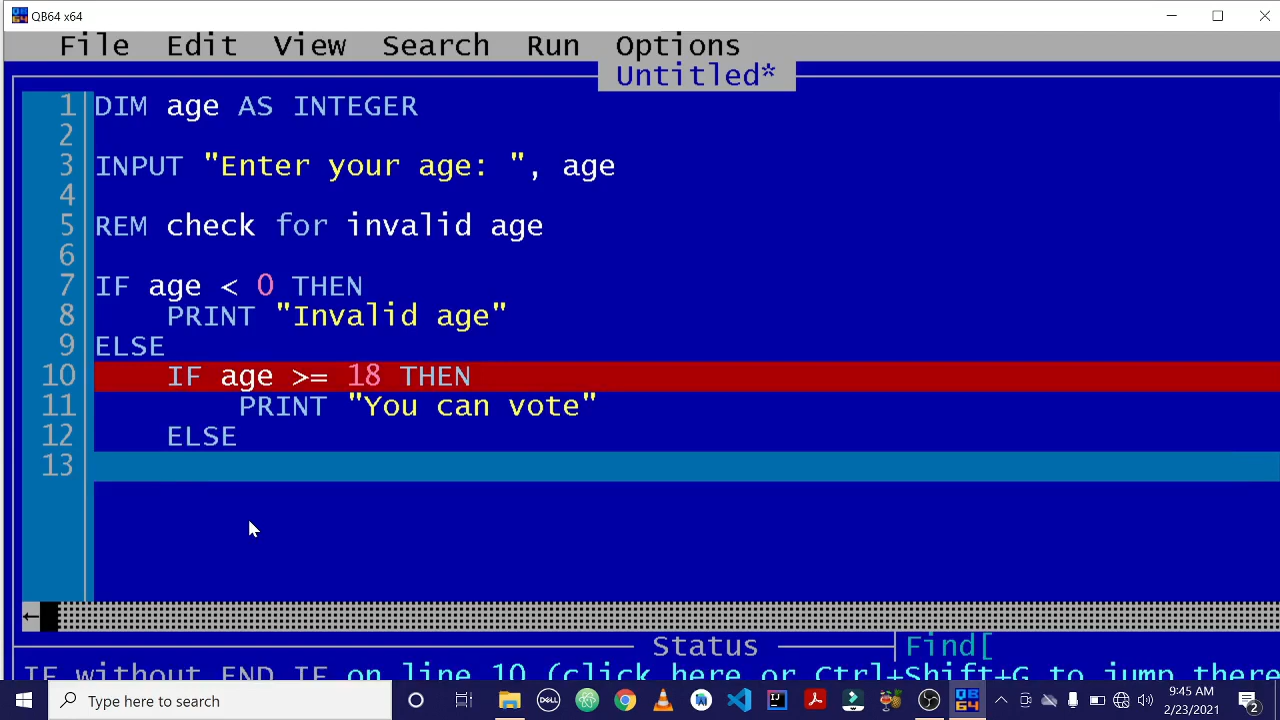 QB64 x64
File Edit View Search Run Options
Untitled*
1 DIM age AS INTEGER
2
3 INPUT "Enter your age: ", age
4
5 REM check for invalid age
6
7 IF age < 0 THEN
8 PRINT "Invalid age"
9 ELSE
10 IF age >= 18 THEN
11 PRINT "You can vote"
12 ELSE
13
Status
Find[
IF without END IF on line 10 (click here or Ctrl+Shift+G to jump there
Type here to search
DELL
QB64
9:45 AM
2/23/2021
2